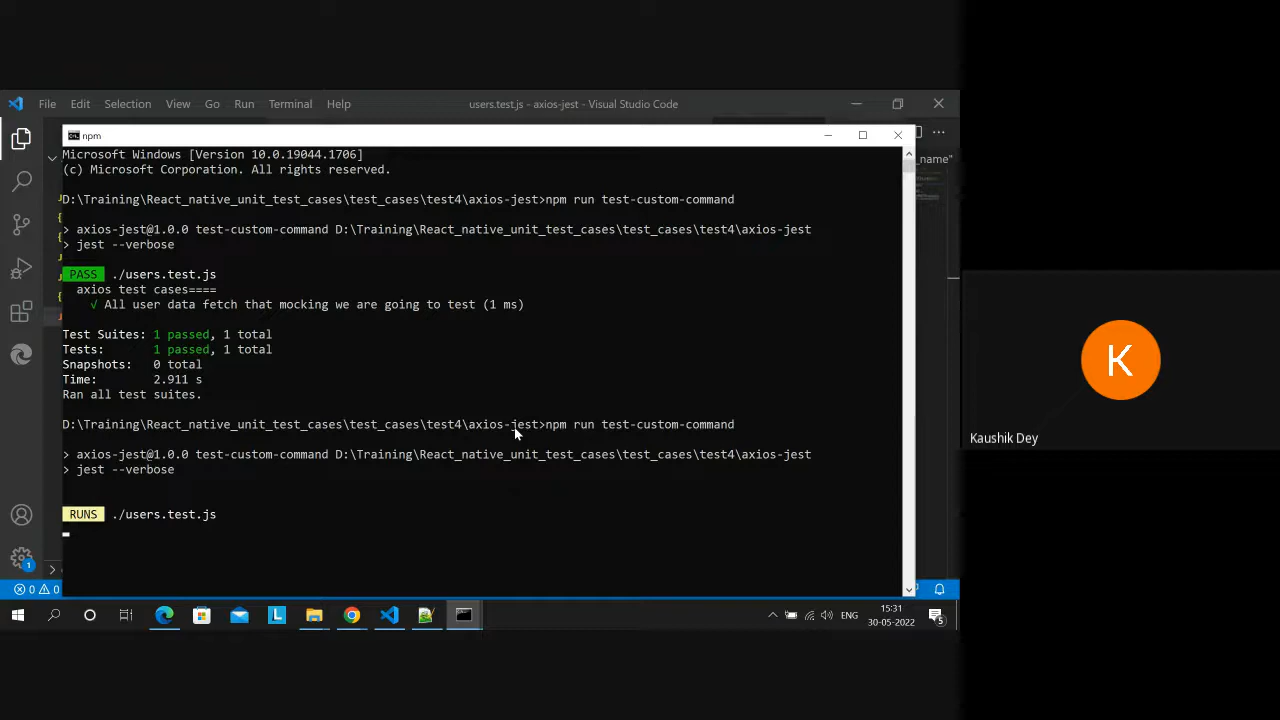 File Edit Selection View Go Run Terminal Help
users.test.js - axios-jest - Visual Studio Code
npm
_name"
Microsoft Windows [Version 10.0.19044.1706]
(c) Microsoft Corporation. All rights reserved.
D:\Training\React_native_unit_test_cases\test_cases\test4\axios-jest>npm run test-custom-command
> axios-jest@1.0.0 test-custom-command D:\Training\React_native_unit_test_cases\test_cases\test4\axios-jest
> jest --verbose
PASS ./users.test.js
axios test cases====
√ All user data fetch that mocking we are going to test (1 ms)
Test Suites: 1 passed, 1 total
Tests: 1 passed, 1 total
Snapshots: 0 total
Time: 2.911 s
Ran all test suites.
D:\Training\React_native_unit_test_cases\test_cases\test4\axios-jest>npm run test-custom-command
> axios-jest@1.0.0 test-custom-command D:\Training\React_native_unit_test_cases\test_cases\test4\axios-jest
> jest --verbose
RUNS ./users.test.js
K
Kaushik Dey
1
0 0
L
ENG
15:31
30-05-2022
5